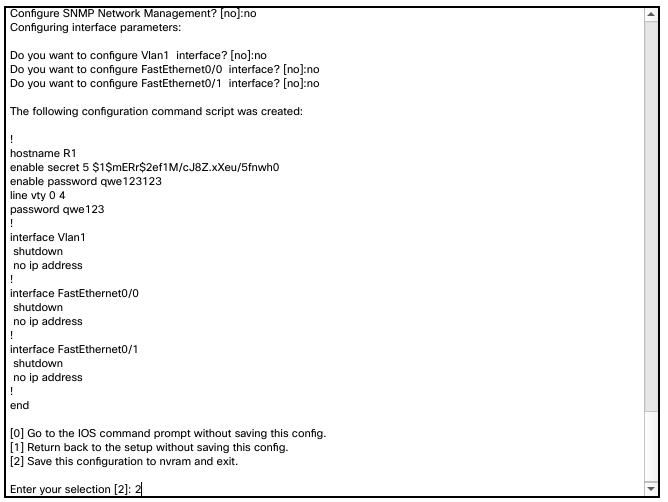 Configure SNMP Network Management? [no]:no
Configuring interface parameters:
Do you want to configure Vlan1  interface? [no]:no
Do you want to configure FastEthernet0/0  interface? [no]:no
Do you want to configure FastEthernet0/1  interface? [no]:no
The following configuration command script was created:
!
hostname R1
enable secret 5 $1$mERr$2ef1M/cJ8Z.xXeu/5fnwh0
enable password qwe123123
line vty 0 4
password qwe123
!
interface Vlan1
 shutdown
 no ip address
!
interface FastEthernet0/0
 shutdown
 no ip address
!
interface FastEthernet0/1
 shutdown
 no ip address
!
end
[0] Go to the IOS command prompt without saving this config.
[1] Return back to the setup without saving this config.
[2] Save this configuration to nvram and exit.
Enter your selection [2]: 2